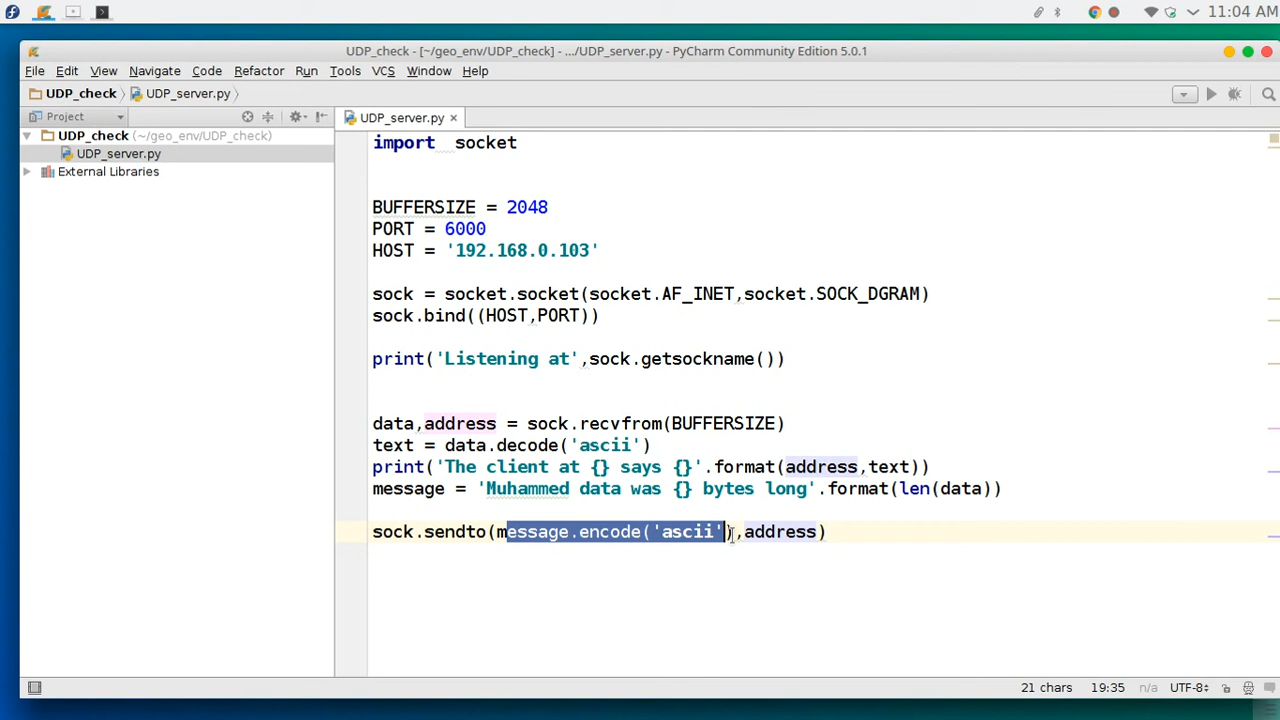 11:04 AM
UDP_check - [~/geo_env/UDP_check] - .../UDP_server.py - PyCharm Community Edition 5.0.1
File Edit View Navigate Code Refactor Run Tools VCS Window Help
UDP_check UDP_server.py
Project
UDP_server.py
UDP_check (~/geo_env/UDP_check)
UDP_server.py
External Libraries
import socket
BUFFERSIZE = 2048
PORT = 6000
HOST = '192.168.0.103'
sock = socket.socket(socket.AF_INET,socket.SOCK_DGRAM)
sock.bind((HOST,PORT))
print('Listening at',sock.getsockname())
data,address = sock.recvfrom(BUFFERSIZE)
text = data.decode('ascii')
print('The client at {} says {}'.format(address,text))
message = 'Muhammed data was {} bytes long'.format(len(data))
sock.sendto(message.encode('ascii'),address)
21 chars 19:35 n/a UTF-8